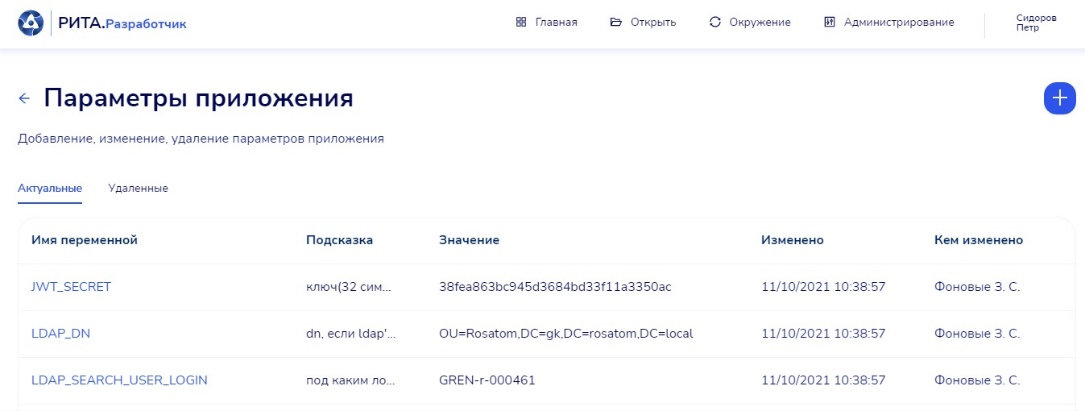 РИТА.Разработчик
Главная
Открыть
Окружение
Администрирование
Сидоров
Петр
Параметры приложения
Добавление, изменение, удаление параметров приложения
Актуальные Удаленные
Имя переменной Подсказка Значение Изменено Кем изменено
JWT_SECRET ключ(32 сим... 38fea863bc945d3684bd33f11a3350ac 11/10/2021 10:38:57 Фоновые З. С.
LDAP_DN dn, если ldap'... OU=Rosatom,DC=gk,DC=rosatom,DC=local 11/10/2021 10:38:57 Фоновые З. С.
LDAP_SEARCH_USER_LOGIN под каким ло... GREN-r-000461 11/10/2021 10:38:57 Фоновые З. С.